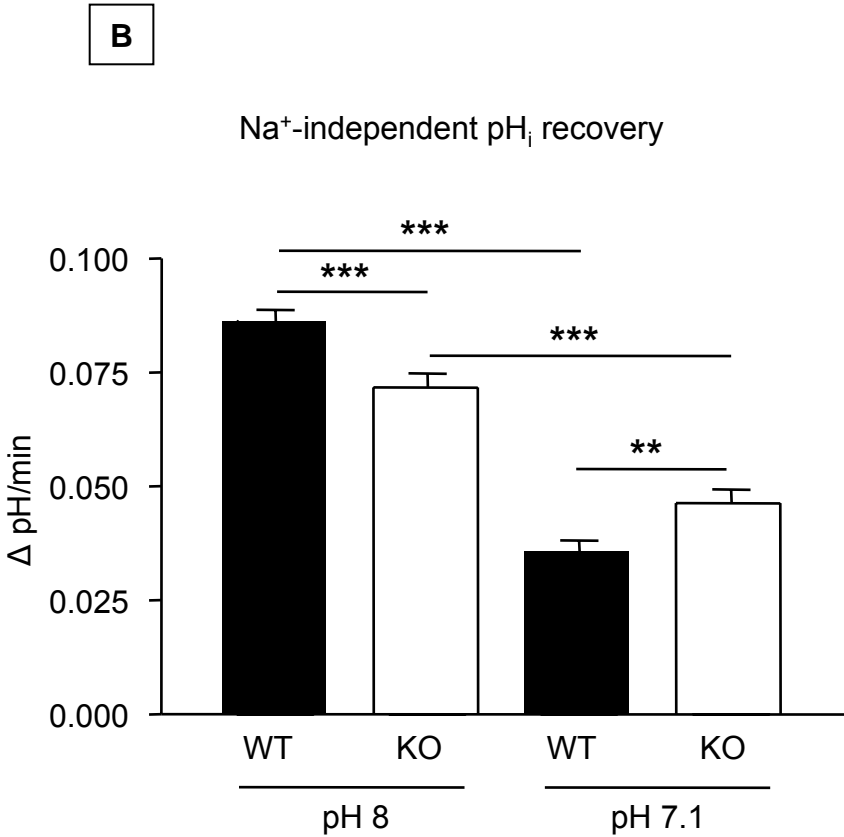 B
Na⁺-independent pHᵢ recovery
***
0.100
***
***
0.075
**
0.050
Δ pH/min
0.025
0.000
WT KO WT KO
pH 8 pH 7.1